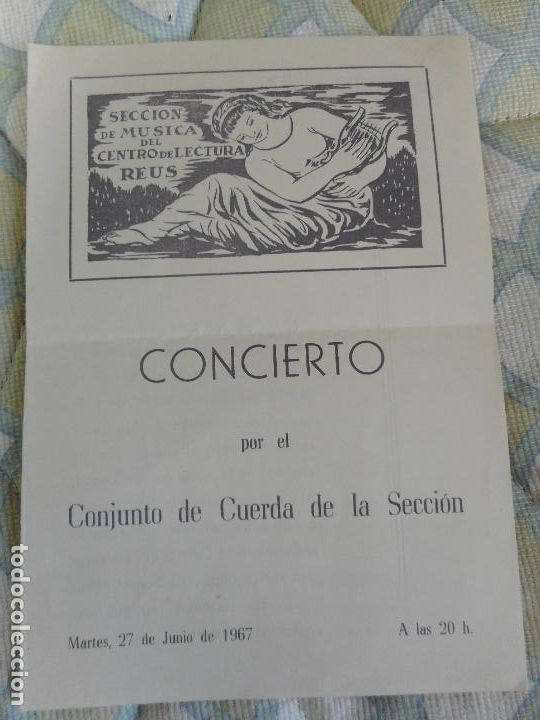 SECCION
DE MUSICA
DEL
CENTRO DE LECTURA
REUS
CONCIERTO
por el
Conjunto de Cuerda de la Sección
Martes, 27 de Junio de 1967
A las 20 h.
todocoleccion.net